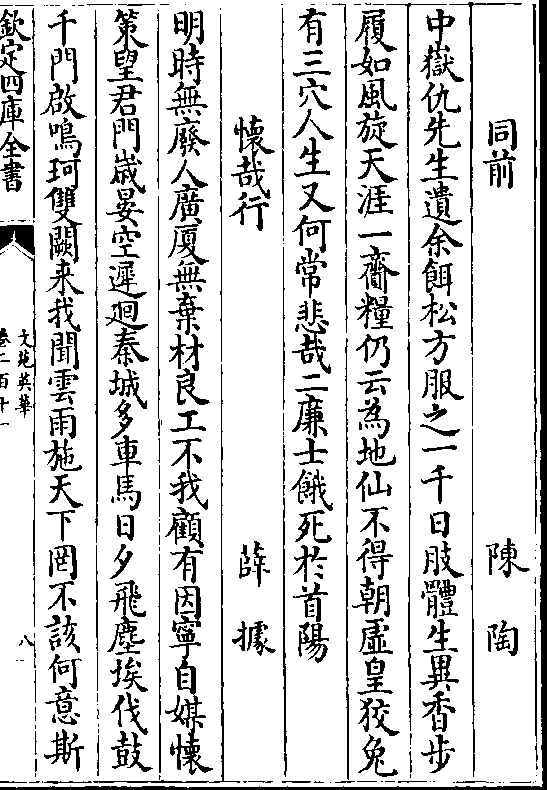 同前　陳陶
中嶽仇先生遺余餌松方服之一千日肢體生異香步
履如風旋天涯一齋糧仍云為地仙不得朝虛皇狡兔
有三穴人生又何常悲哉二廉士餓死於首陽
懷哉行　薛據
明時無廢人廣厦無棄材良工不我顧有因寧自媒懷
策望君門歲晏空遲迴秦城多車馬日夕飛塵埃伐鼓
千門啟鳴珂雙闕来我聞雲雨施天下罔不該何意斯
欽定四庫全書
文苑英華
卷二百十一
八